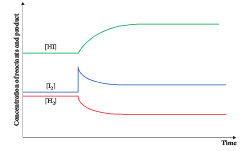 Concentration of reactants and product
[HI]
[I₂]
[H₂]
Time